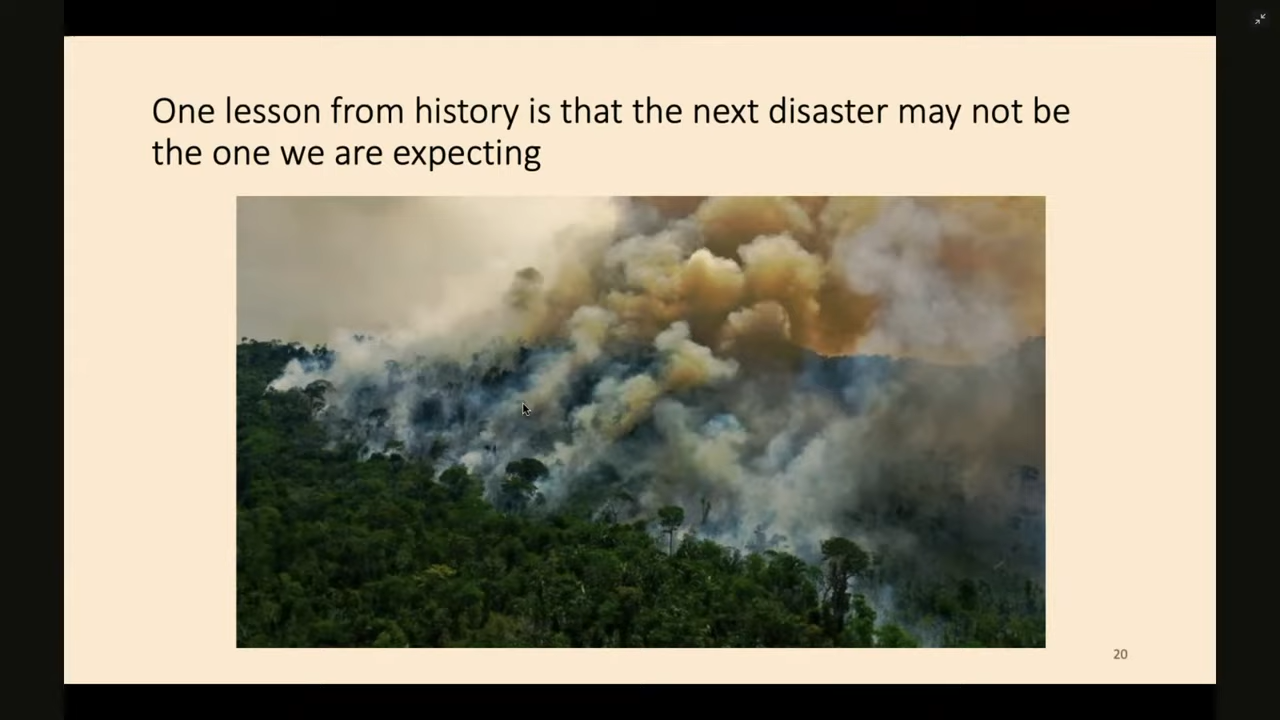 One lesson from history is that the next disaster may not be
the one we are expecting
20